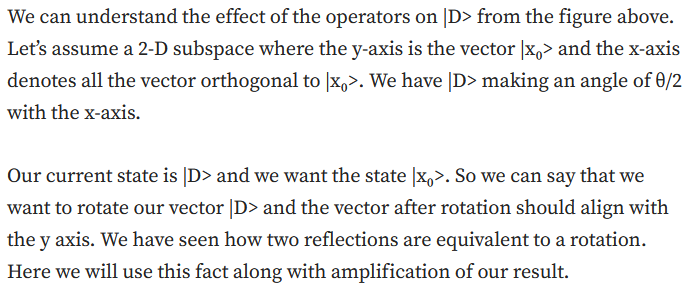 We can understand the effect of the operators on |D> from the figure above.
Let’s assume a 2-D subspace where the y-axis is the vector |x₀> and the x-axis
denotes all the vector orthogonal to |x₀>. We have |D> making an angle of θ/2
with the x-axis.
Our current state is |D> and we want the state |x₀>. So we can say that we
want to rotate our vector |D> and the vector after rotation should align with
the y axis. We have seen how two reflections are equivalent to a rotation.
Here we will use this fact along with amplification of our result.